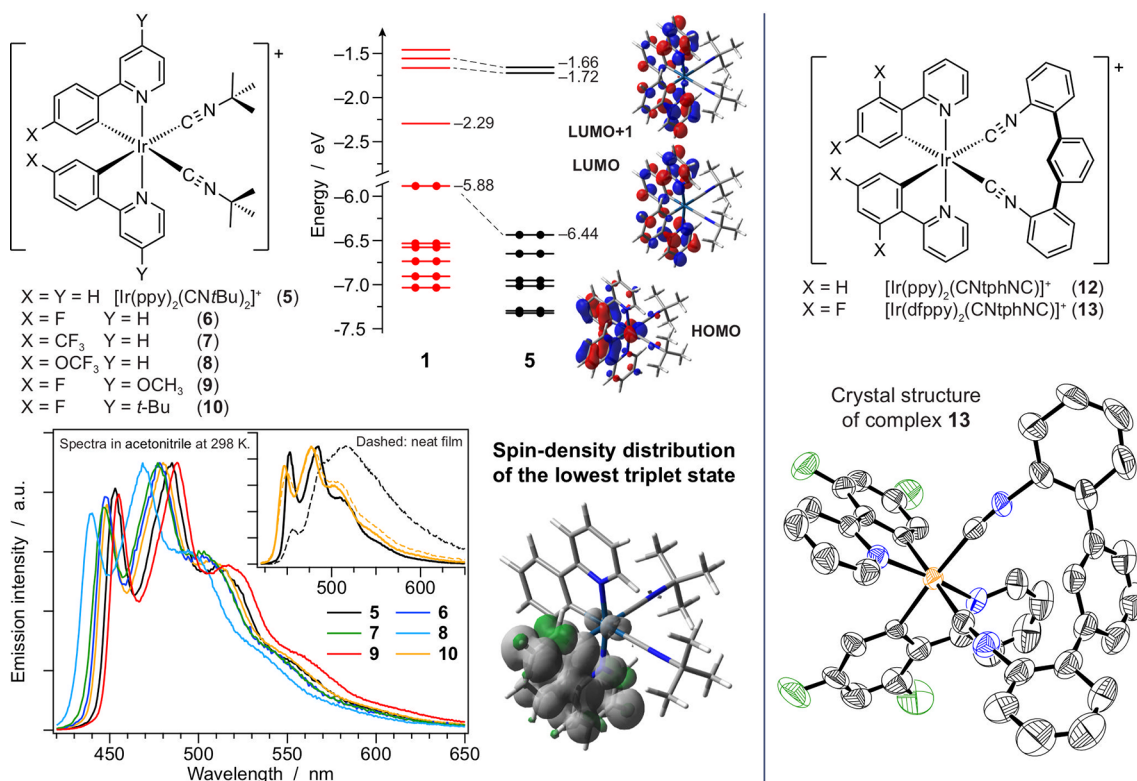 Y
X
N
C≡N
Ir
+
X
C≡N
N
Y
X = Y = H [Ir(ppy)₂(CNtBu)₂]⁺ (5)
X = F Y = H (6)
X = CF₃ Y = H (7)
X = OCF₃ Y = H (8)
X = F Y = OCH₃ (9)
X = F Y = t-Bu (10)
Energy / eV
−1.5
−2.0
−2.5
−6.0
−6.5
−7.0
−7.5
−1.66
−1.72
−2.29
−5.88
−6.44
1
5
LUMO+1
LUMO
HOMO
X
X
N
C≡N
Ir
+
X
C≡N
X
N
X = H [Ir(ppy)₂(CNtphNC)]⁺ (12)
X = F [Ir(dfppy)₂(CNtphNC)]⁺ (13)
Spectra in acetonitrile at 298 K.
Dashed: neat film
500
600
5
6
7
8
9
10
Emission intensity / a.u.
450
500
550
600
650
Wavelength / nm
Spin-density distribution
of the lowest triplet state
Crystal structure
of complex 13